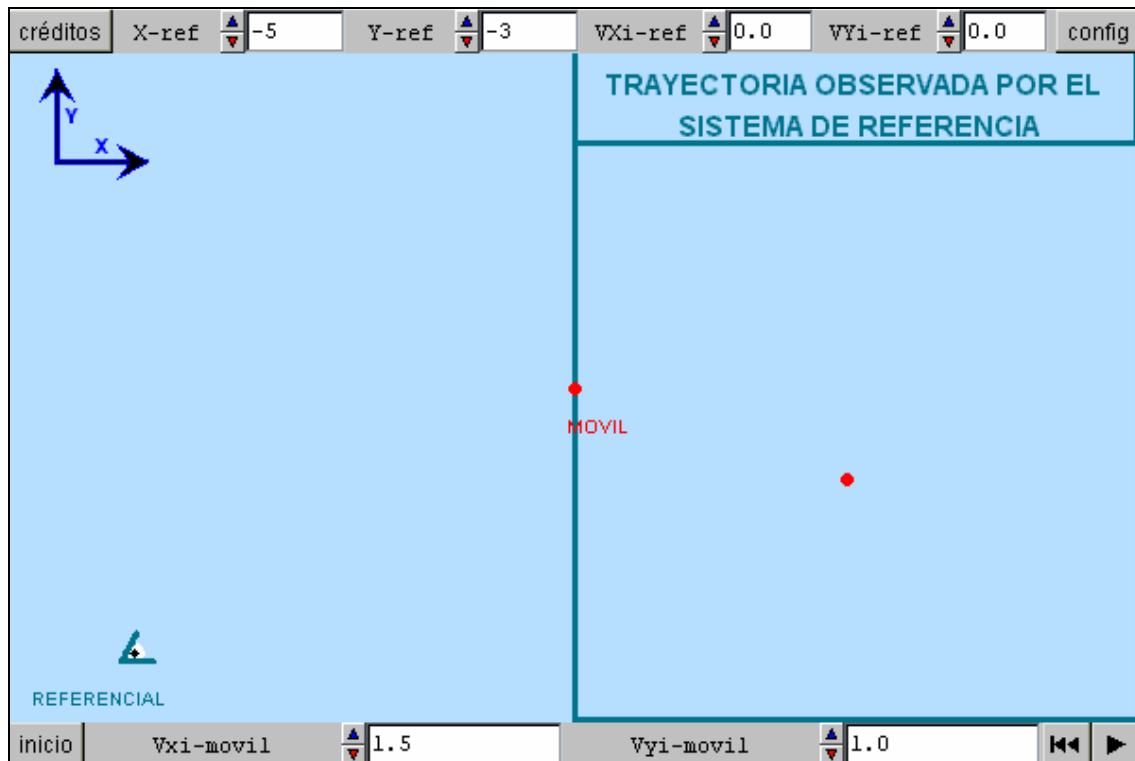 créditos X-ref -5 Y-ref -3 VXi-ref 0.0 VYi-ref 0.0 config
TRAYECTORIA OBSERVADA POR EL
SISTEMA DE REFERENCIA
Y
X
MOVIL
REFERENCIAL
inicio Vxi-movil 1.5 Vyi-movil 1.0